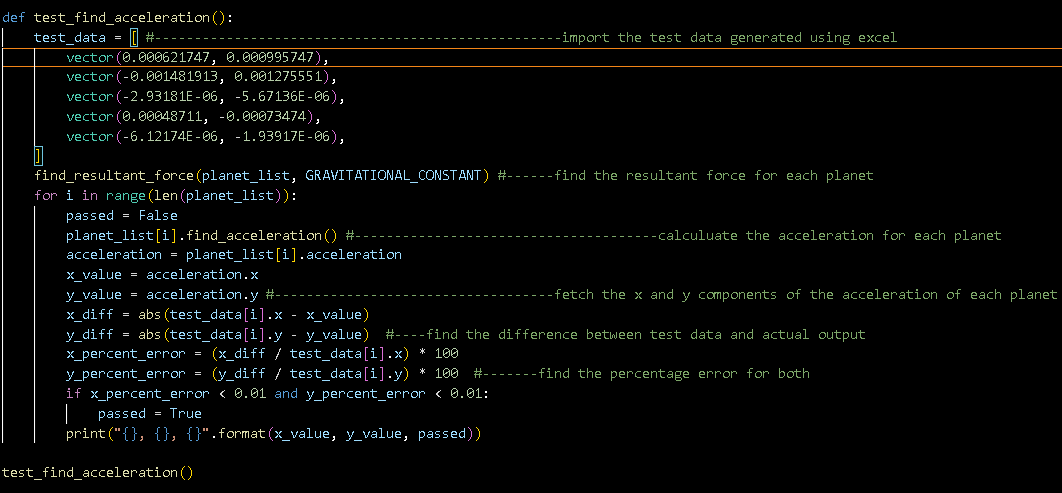 def test_find_acceleration():
    test_data = [ #---------------------------------------------------import the test data generated using excel
        vector(0.000621747, 0.000995747),
        vector(-0.001481913, 0.001275551),
        vector(-2.93181E-06, -5.67136E-06),
        vector(0.00048711, -0.00073474),
        vector(-6.12174E-06, -1.93917E-06),
    ]
    find_resultant_force(planet_list, GRAVITATIONAL_CONSTANT) #------find the resultant force for each planet
    for i in range(len(planet_list)):
        passed = False
        planet_list[i].find_acceleration() #--------------------------------------calculuate the acceleration for each planet
        acceleration = planet_list[i].acceleration
        x_value = acceleration.x
        y_value = acceleration.y #-----------------------------------fetch the x and y components of the acceleration of each planet
        x_diff = abs(test_data[i].x - x_value)
        y_diff = abs(test_data[i].y - y_value)  #----find the difference between test data and actual output
        x_percent_error = (x_diff / test_data[i].x) * 100
        y_percent_error = (y_diff / test_data[i].y) * 100  #-------find the percentage error for both
        if x_percent_error < 0.01 and y_percent_error < 0.01:
            passed = True
        print("{}, {}, {}".format(x_value, y_value, passed))
test_find_acceleration()